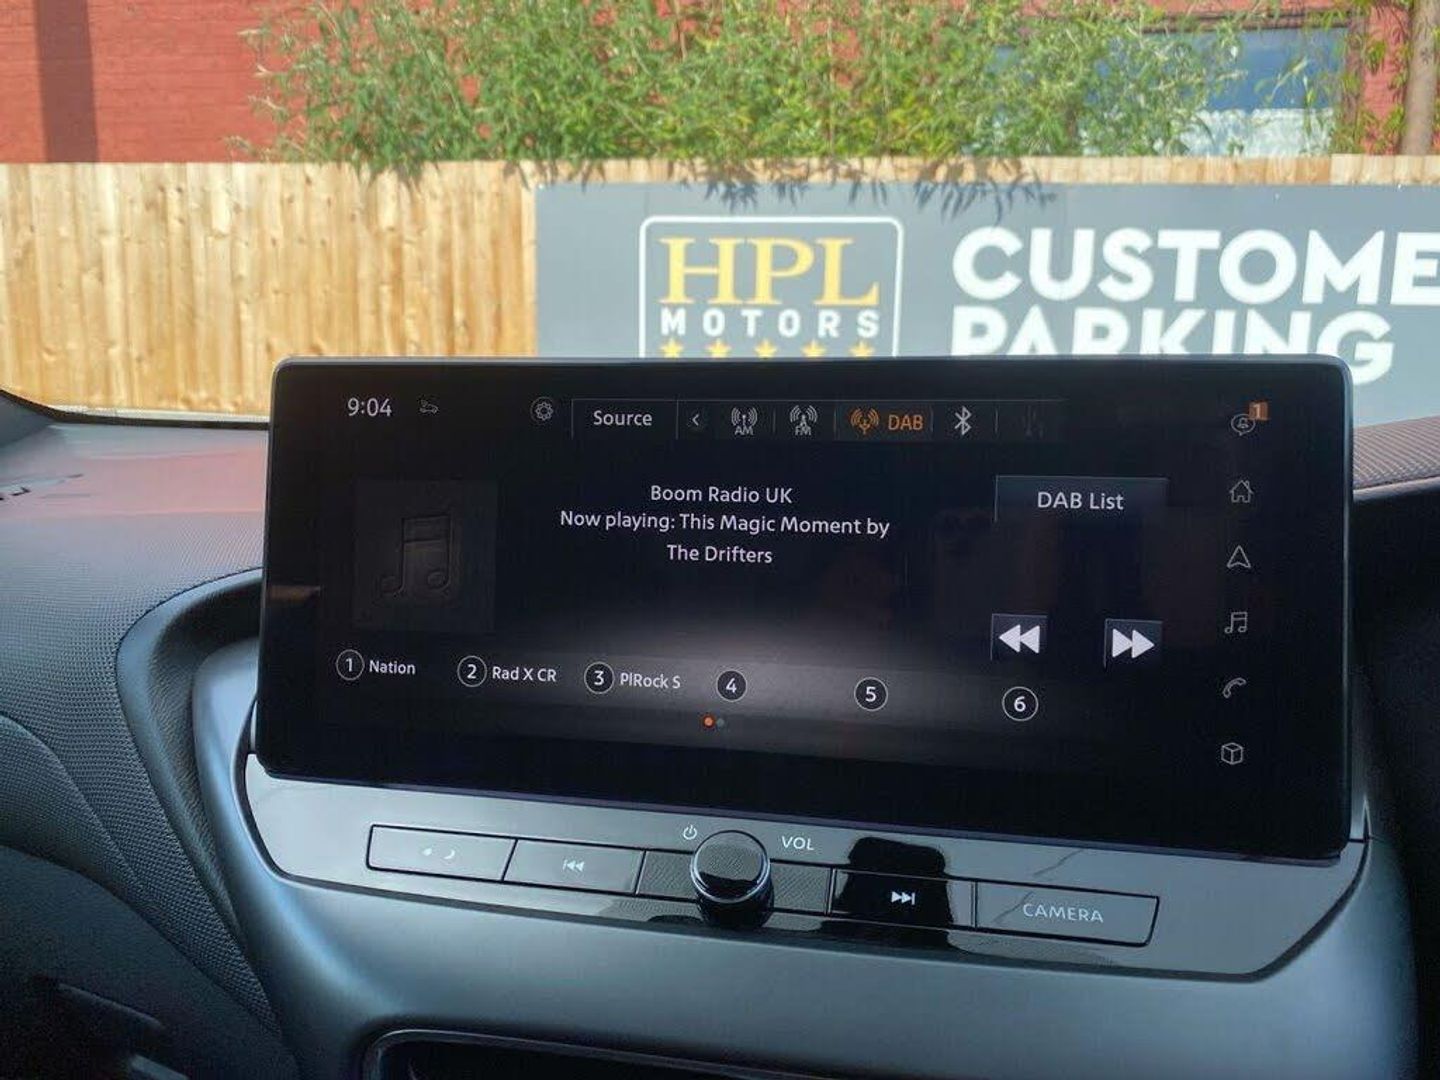 HPL
MOTORS
CUSTOME
PARKING
9:04
Source
AM
FM
DAB
1
Boom Radio UK
Now playing: This Magic Moment by
The Drifters
DAB List
1 Nation
2 Rad X CR
3 PlRock S
4
5
6
VOL
CAMERA